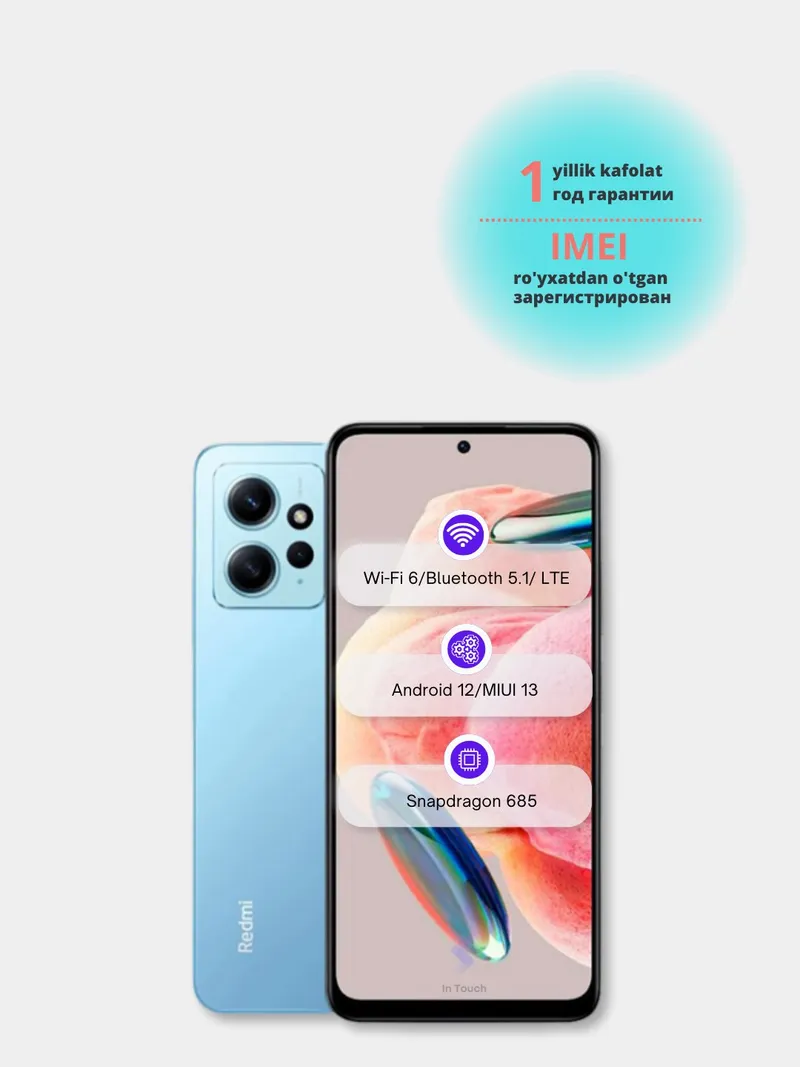 1 yillik kafolat
год гарантии
IMEI
ro'yxatdan o'tgan
зарегистрирован
Wi-Fi 6/Bluetooth 5.1/ LTE
Android 12/MIUI 13
Snapdragon 685
Redmi
In Touch